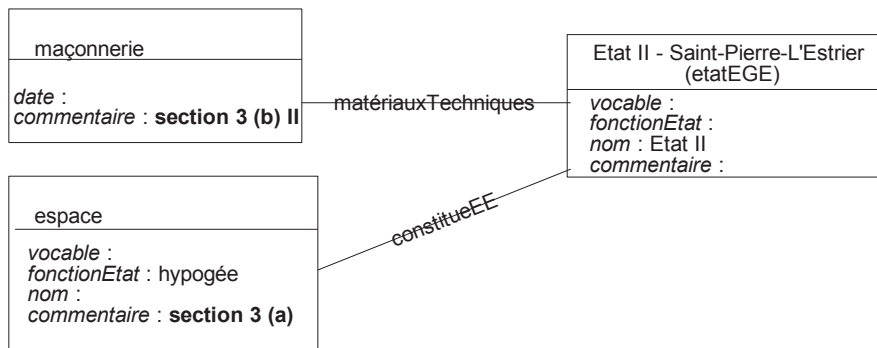 maçonnerie
date :
commentaire : section 3 (b) II
matériauxTechniques
Etat II - Saint-Pierre-L'Estrier
(etatEGE)
vocable :
fonctionEtat :
nom : Etat II
commentaire :
constitueEE
espace
vocable :
fonctionEtat : hypogée
nom :
commentaire : section 3 (a)